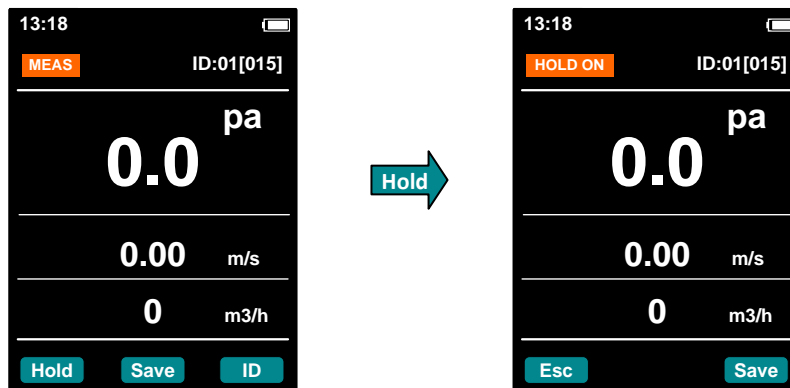 13:18
MEAS ID:01[015]
pa
0.0
0.00 m/s
0 m3/h
Hold Save ID
Hold
13:18
HOLD ON ID:01[015]
pa
0.0
0.00 m/s
0 m3/h
Esc Save